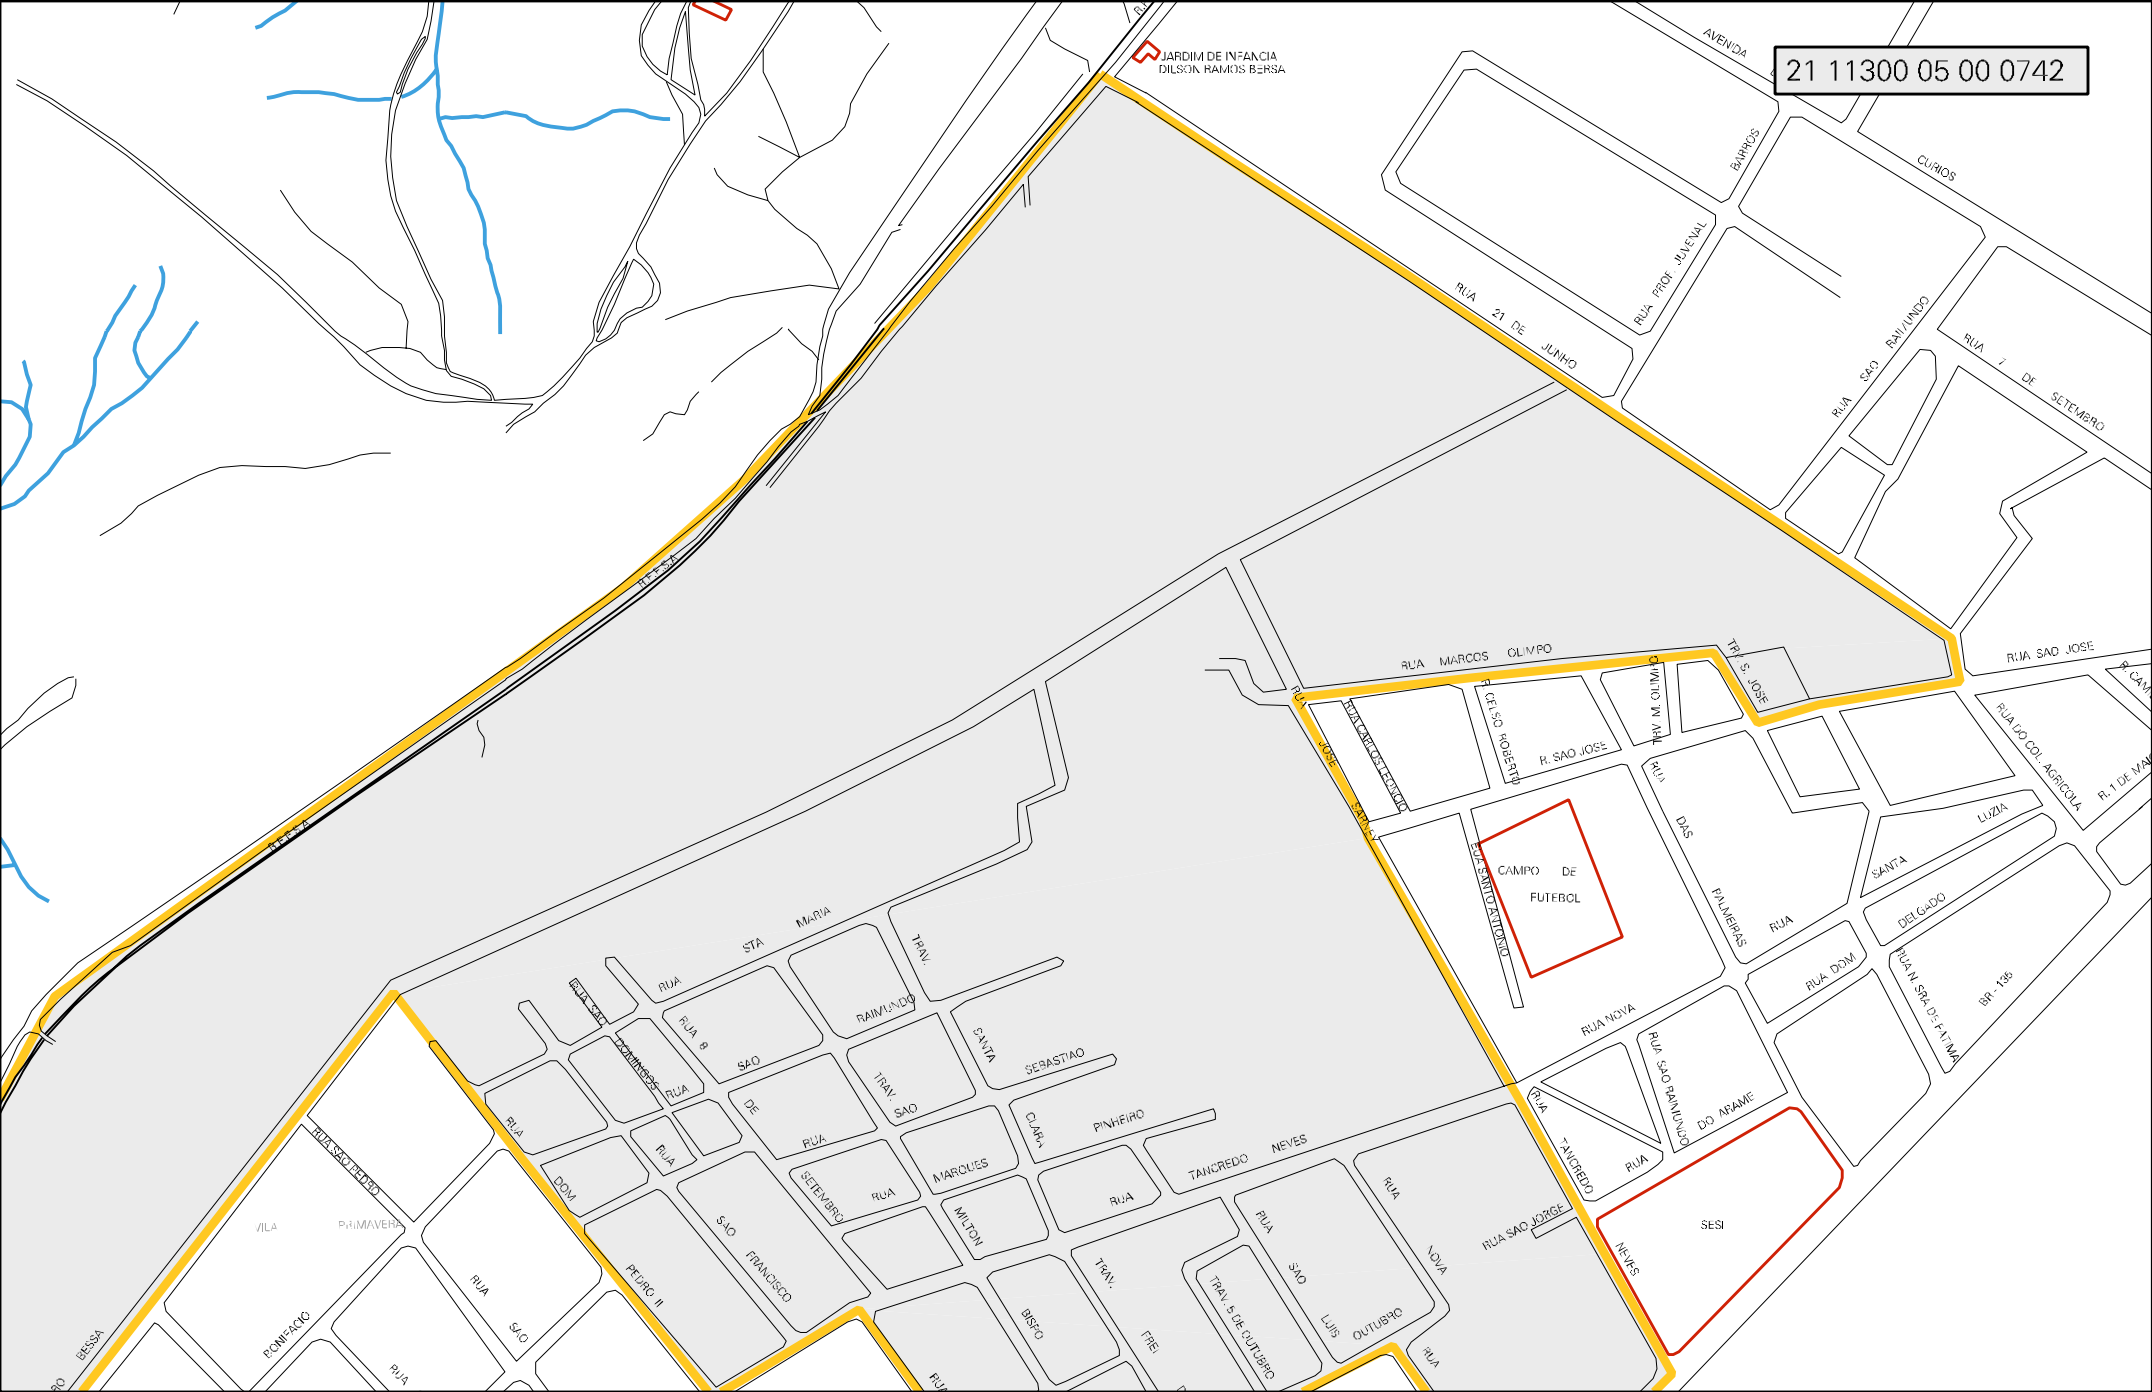 21 11300 05 00 0742
JARDIM DE INFANCIA
DILSON RAMOS BERSA
AVENIDA
CURIOS
BARROS
RUA PROF. JUVENAL
RUA 21 DE JUNHO
RUA SAO RAIMUNDO
RUA 7 DE SETEMBRO
REFSA
REFSA
RUA MARCOS OLIMPO
TRV. S. JOSE
RUA SAO JOSE
R. CELSO ROBERTO
RUA CARLOS LEONCIO
TRV. M. OLIMPO
R. SAO JOSE
RUA JOSE SARNEY
RUA DO COL. AGRICOLA
R. 1 DE MAI
RUA DAS PALMEIRAS
CAMPO DE
FUTEBOL
RUA SANTO ANTONIO
SANTA LUZIA
RUA
DELGADO
RUA DOM
RUA N. SRA DE FATIMA
BR - 135
RUA NOVA
RUA SAO RAIMUNDO
RUA
DO ARAME
RUA TANCREDO NEVES
SESI
RUA STA MARIA
TRAV.
RUA SAO DOMINGOS
RUA 8 DE SETEMBRO
RUA
SAO
RAIMUNDO
SANTA
CLARA
TRAV.
MILTON
RUA
SAO
SEBASTIAO
RUA
MARQUES
PINHEIRO
RUA
TANCREDO NEVES
RUA
RUA DOM PEDRO II
SAO FRANCISCO
RUA SAO PEDRO
VILA PRIMAVERA
BONIFACIO
BESSA
RUA SAO
RUA
BISPO
RUA
TRAV. FREI
TRAV. 5 DE OUTUBRO
RUA SAO LUIS
OUTUBRO
RUA NOVA
RUA SAO JORGE
RUA